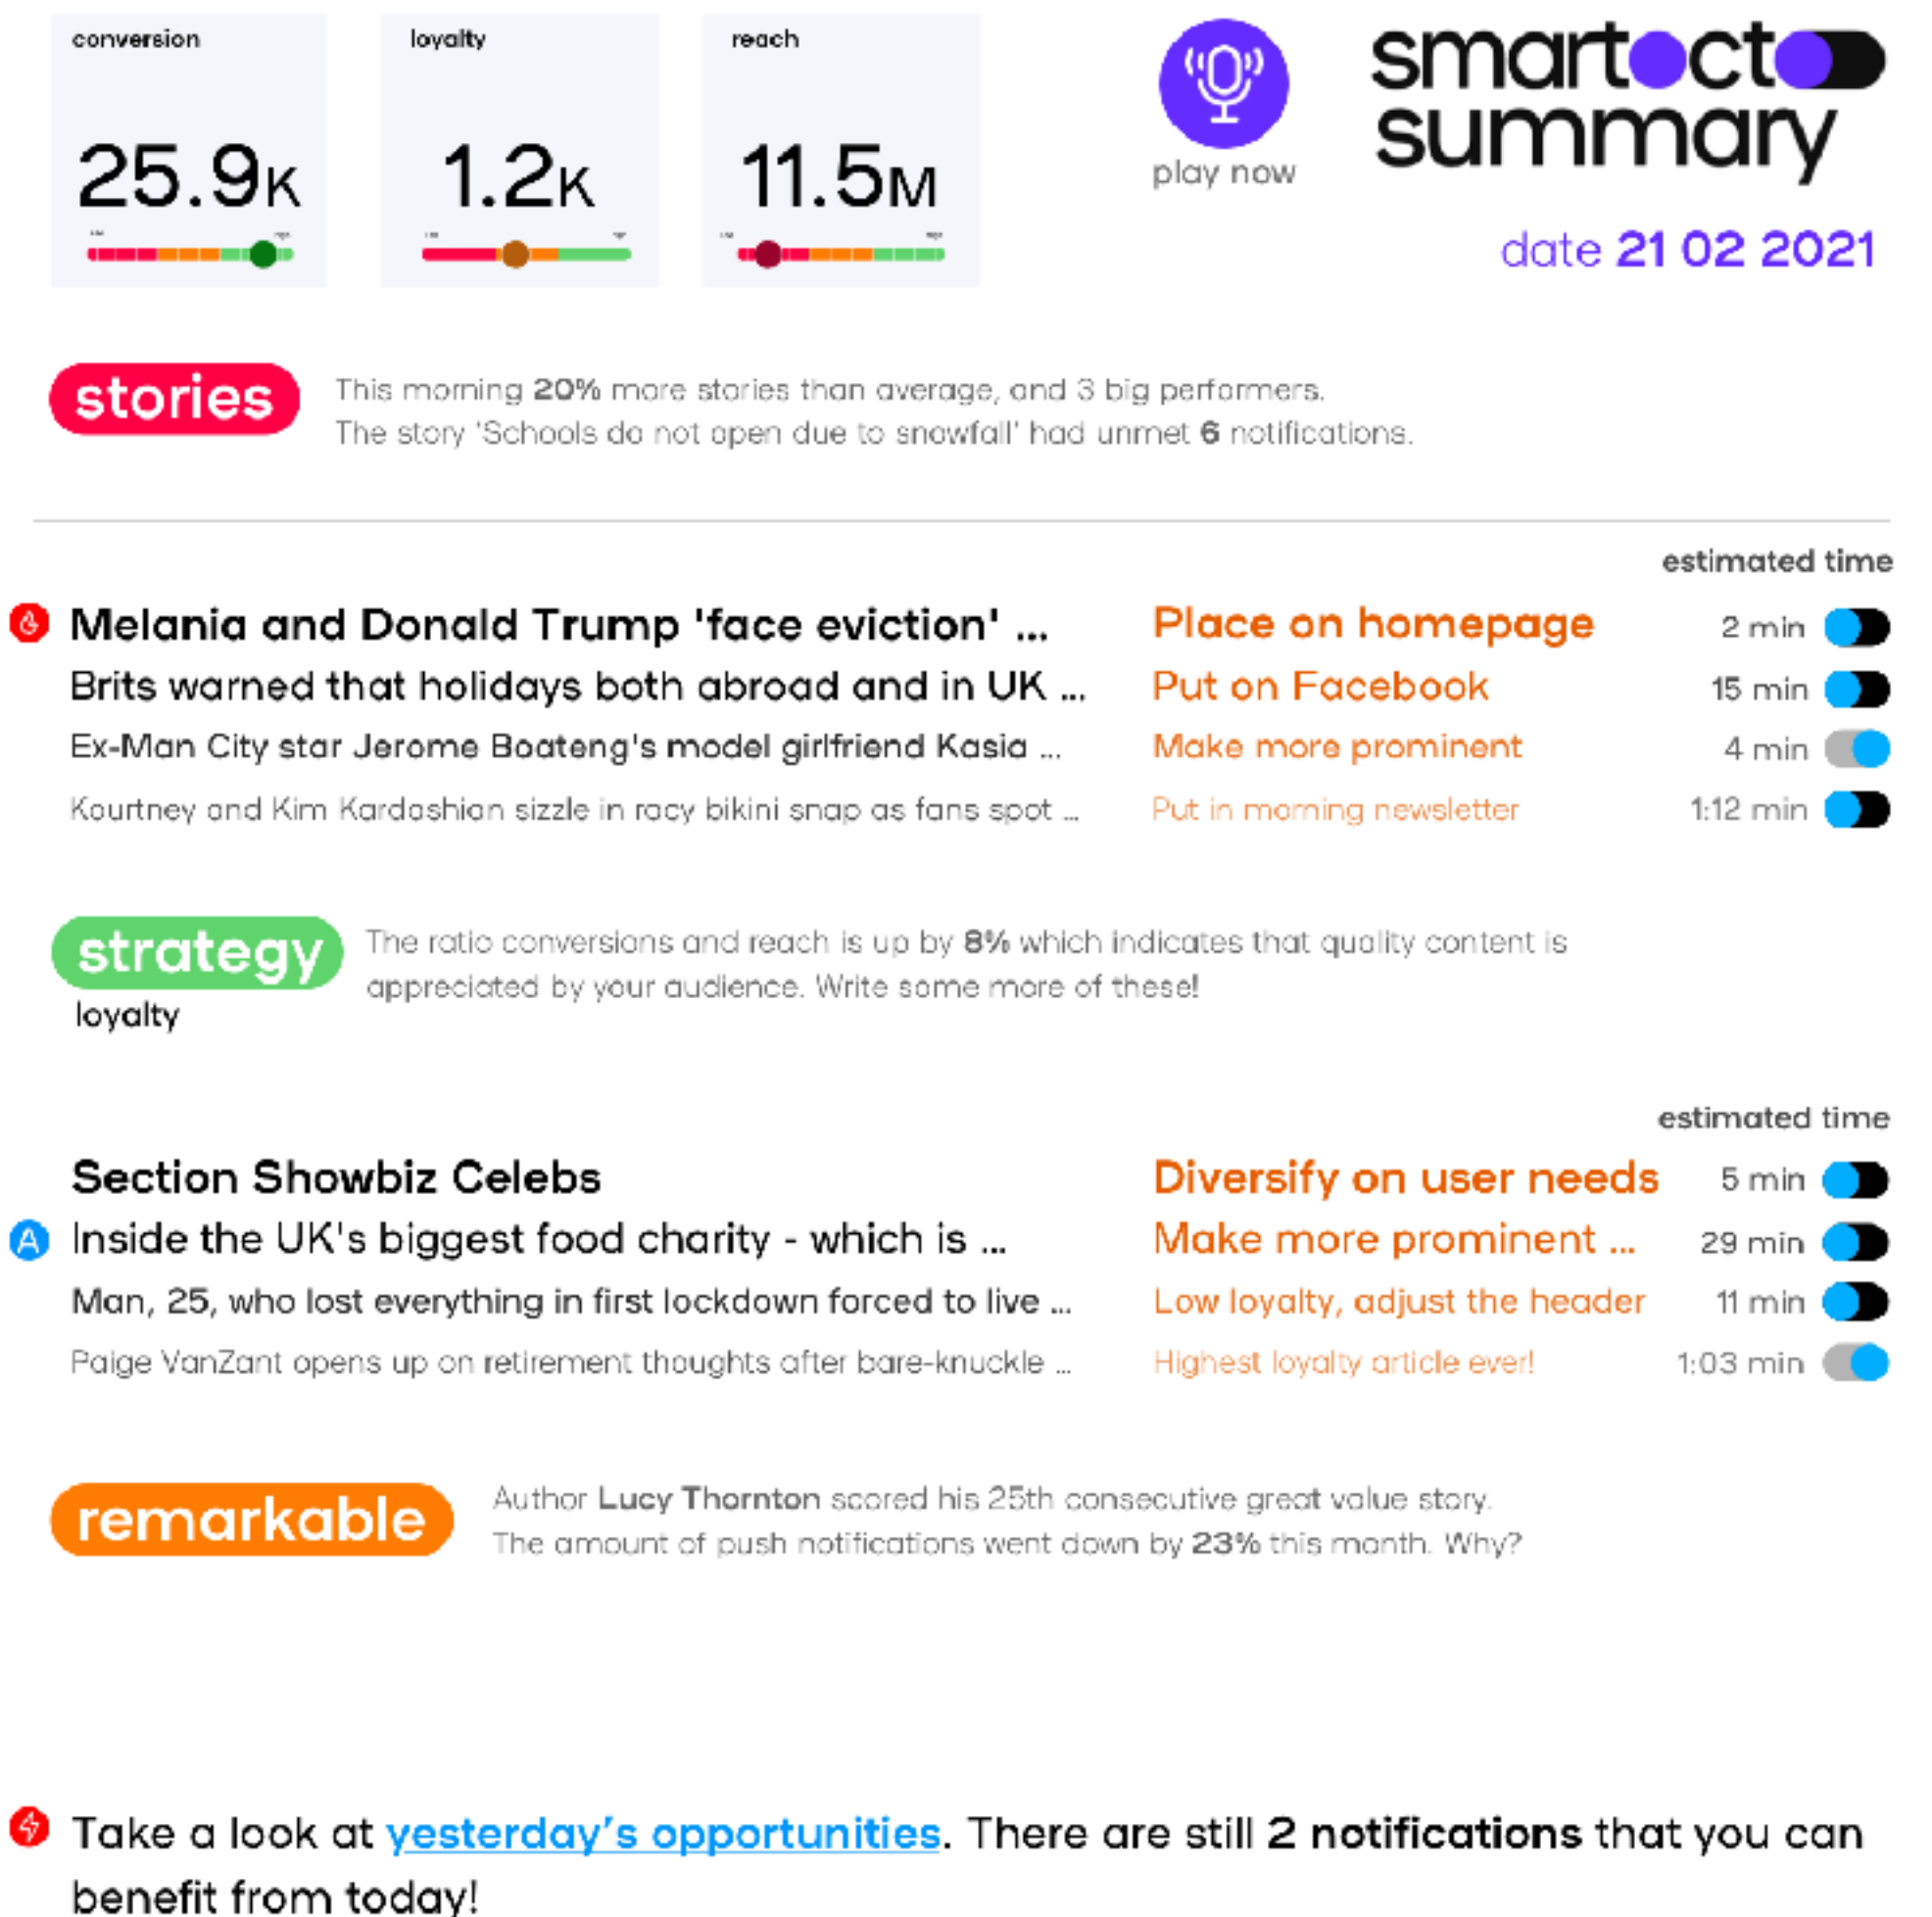 conversion
loyalty
reach
25.9K
1.2K
11.5M
play now
smartocto
summary
date 21 02 2021
stories
This morning 20% more stories than average, and 3 big performers.
The story 'Schools do not open due to snowfall' had unmet 6 notifications.
estimated time
Melania and Donald Trump 'face eviction' ... Place on homepage 2 min
Brits warned that holidays both abroad and in UK ... Put on Facebook 15 min
Ex-Man City star Jerome Boateng's model girlfriend Kasia ... Make more prominent 4 min
Kourtney and Kim Kardashian sizzle in racy bikini snap as fans spot ... Put in morning newsletter 1:12 min
strategy
loyalty
The ratio conversions and reach is up by 8% which indicates that quality content is
appreciated by your audience. Write some more of these!
estimated time
Section Showbiz Celebs Diversify on user needs 5 min
A Inside the UK's biggest food charity - which is ... Make more prominent ... 29 min
Man, 25, who lost everything in first lockdown forced to live ... Low loyalty, adjust the header 11 min
Paige VanZant opens up on retirement thoughts after bare-knuckle ... Highest loyalty article ever! 1:03 min
remarkable
Author Lucy Thornton scored his 25th consecutive great value story.
The amount of push notifications went down by 23% this month. Why?
Take a look at yesterday's opportunities. There are still 2 notifications that you can
benefit from today!